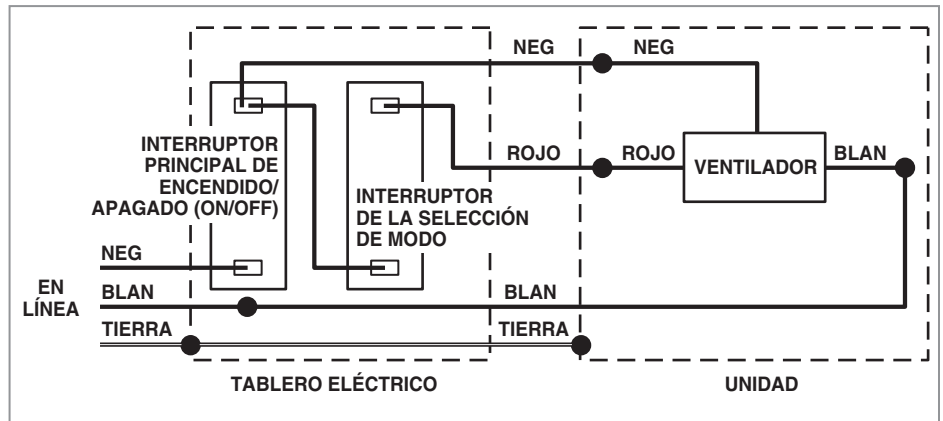 NEG
NEG
INTERRUPTOR
PRINCIPAL DE
ENCENDIDO/
APAGADO (ON/OFF)
ROJO
ROJO
VENTILADOR
BLAN
INTERRUPTOR
DE LA SELECCIÓN
DE MODO
EN
LÍNEA
NEG
BLAN
BLAN
TIERRA
TIERRA
TABLERO ELÉCTRICO
UNIDAD